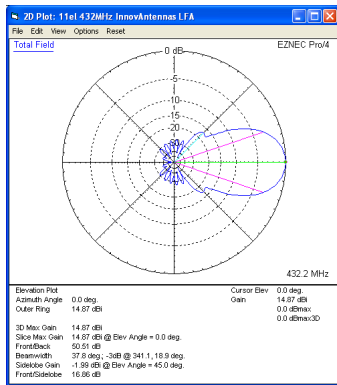 2D Plot: 11el 432MHz InnovAntennas LFA
File Edit View Options Reset
Total Field
EZNEC Pro/4
0 dB
-5
-10
-15
-20
-30
432.2 MHz
Elevation Plot
Azimuth Angle 0.0 deg.
Outer Ring 14.87 dBi
Cursor Elev 0.0 deg.
Gain 14.87 dBi
0.0 dBmax
0.0 dBmax3D
3D Max Gain 14.87 dBi
Slice Max Gain 14.87 dBi @ Elev Angle = 0.0 deg.
Front/Back 50.51 dB
Beamwidth 37.8 deg.; -3dB @ 341.1, 18.9 deg.
Sidelobe Gain -1.99 dBi @ Elev Angle = 45.0 deg.
Front/Sidelobe 16.86 dB